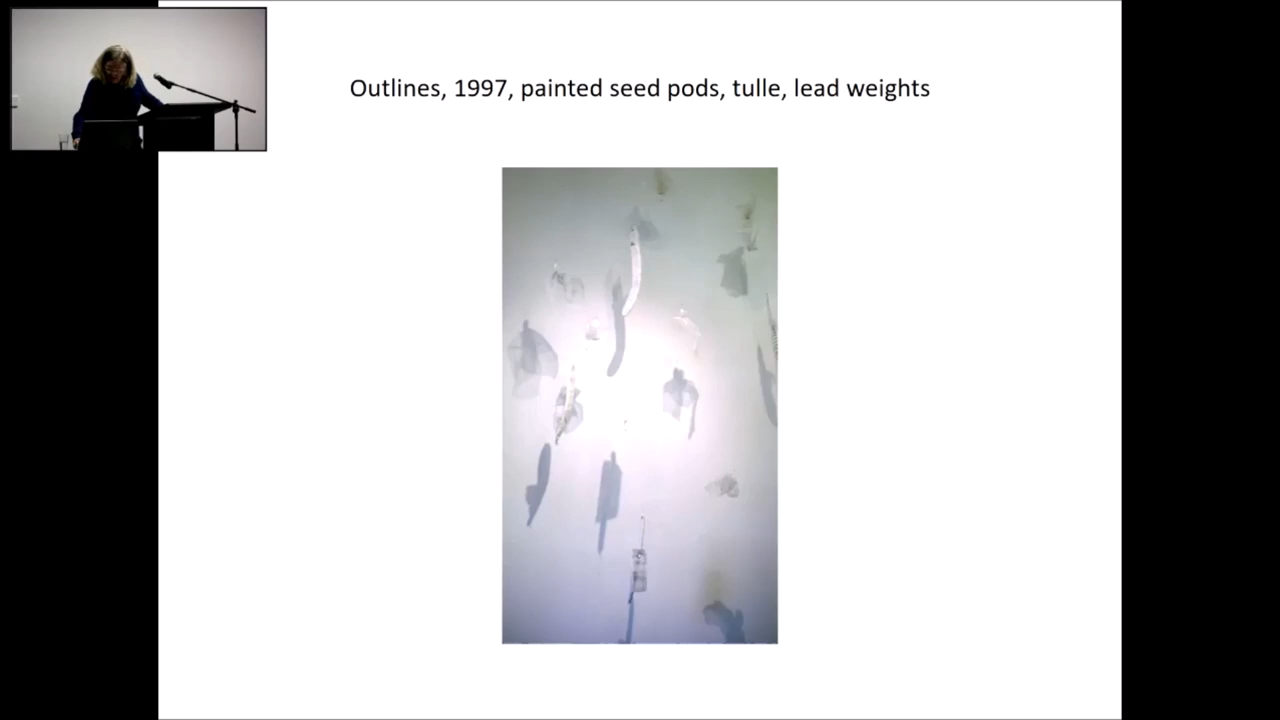 Outlines, 1997, painted seed pods, tulle, lead weights